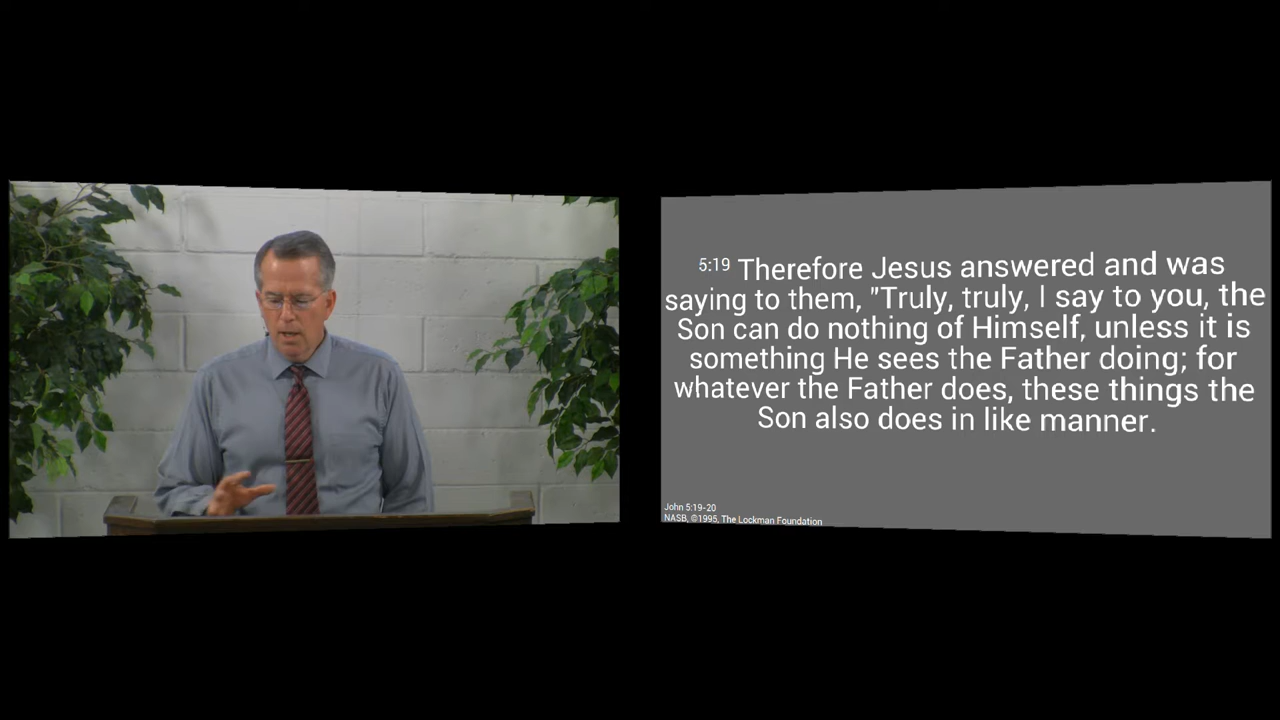 5:19 Therefore Jesus answered and was
saying to them, "Truly, truly, I say to you, the
Son can do nothing of Himself, unless it is
something He sees the Father doing; for
whatever the Father does, these things the
Son also does in like manner.
John 5:19-20
NASB, ©1995, The Lockman Foundation